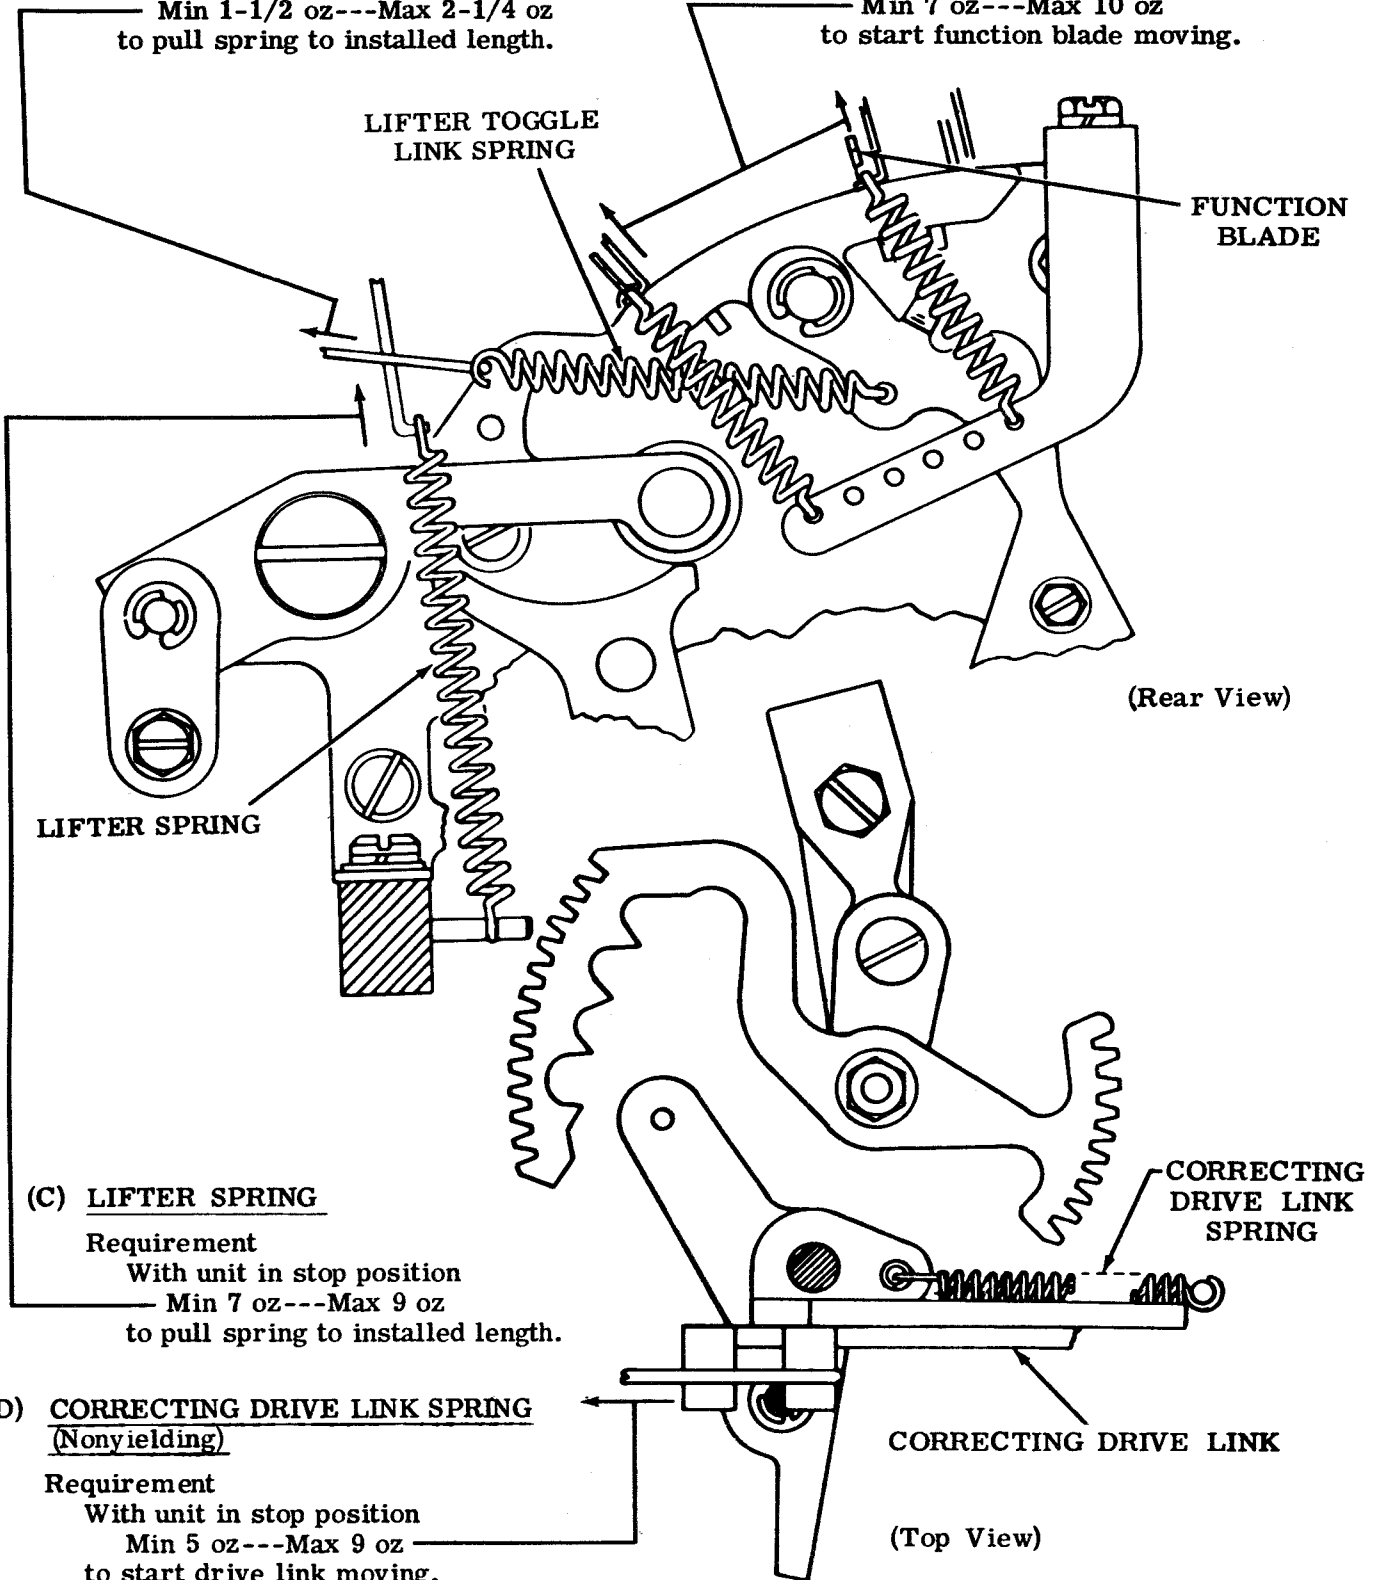 Min 1-1/2 oz---Max 2-1/4 oz
to pull spring to installed length.
Min 7 oz---Max 10 oz
to start function blade moving.
LIFTER TOGGLE
LINK SPRING
FUNCTION
BLADE
(Rear View)
LIFTER SPRING
(C) LIFTER SPRING
Requirement
With unit in stop position
Min 7 oz---Max 9 oz
to pull spring to installed length.
CORRECTING
DRIVE LINK
SPRING
D) CORRECTING DRIVE LINK SPRING
(Nonyielding)
Requirement
With unit in stop position
Min 5 oz---Max 9 oz
to start drive link moving.
CORRECTING DRIVE LINK
(Top View)